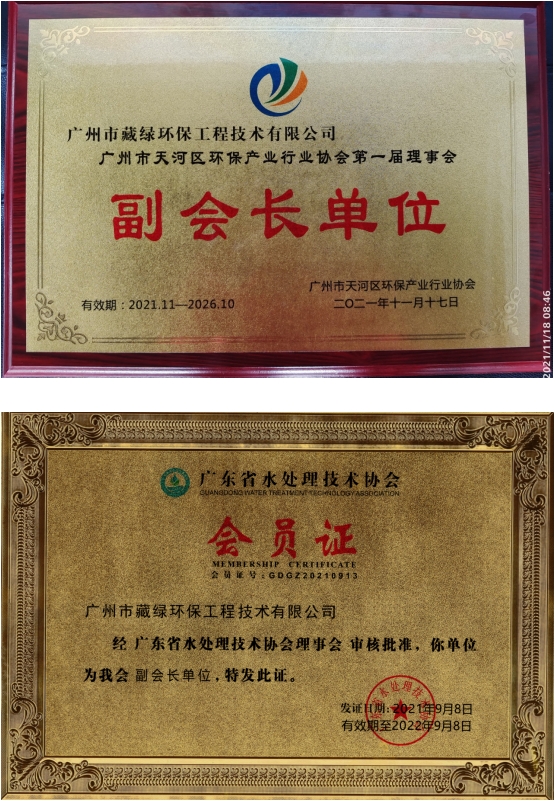 广州市藏绿环保工程技术有限公司
广州市天河区环保产业行业协会第一届理事会
副会长单位
广州市天河区环保产业行业协会
有效期：2021.11—2026.10
二〇二一年十一月十七日
2021/11/18 08:46
广东省水处理技术协会
GUANGDONG WATER TREATMENT TECHNOLOGY ASSOCIATION
会员证
MEMBERSHIP CERTIFICATE
会员证号：GDGZ20210913
广州市藏绿环保工程技术有限公司
经 广东省水处理技术协会理事会 审核批准，你单位
为我会 副会长单位，特发此证。
发证日期：2021年9月8日
有效期至2022年9月8日